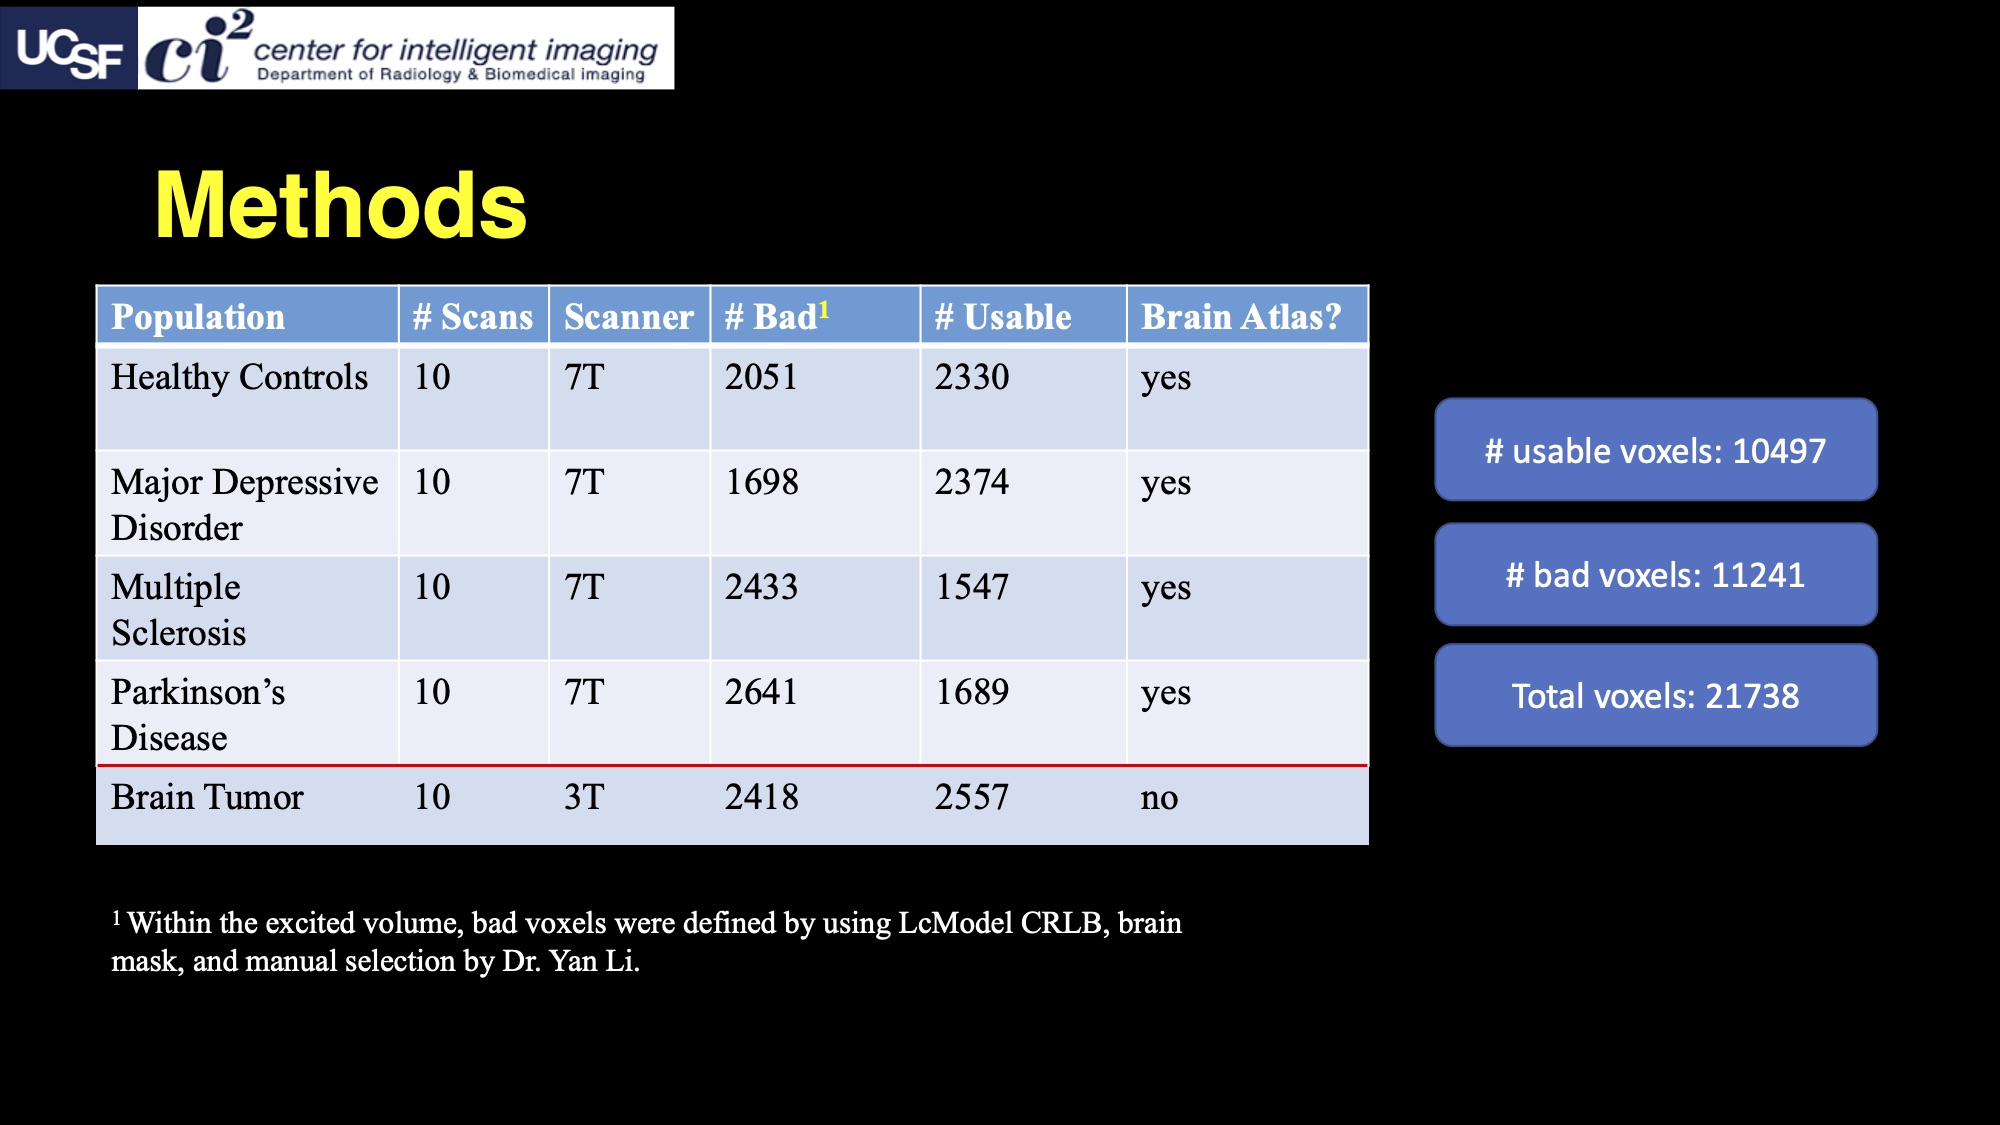 UCSF ci² center for intelligent imaging
Department of Radiology & Biomedical imaging
Methods
Population # Scans Scanner # Bad¹ # Usable Brain Atlas?
Healthy Controls 10 7T 2051 2330 yes
Major Depressive 10 7T 1698 2374 yes
Disorder
Multiple 10 7T 2433 1547 yes
Sclerosis
Parkinson’s 10 7T 2641 1689 yes
Disease
Brain Tumor 10 3T 2418 2557 no
# usable voxels: 10497
# bad voxels: 11241
Total voxels: 21738
¹ Within the excited volume, bad voxels were defined by using LcModel CRLB, brain
mask, and manual selection by Dr. Yan Li.